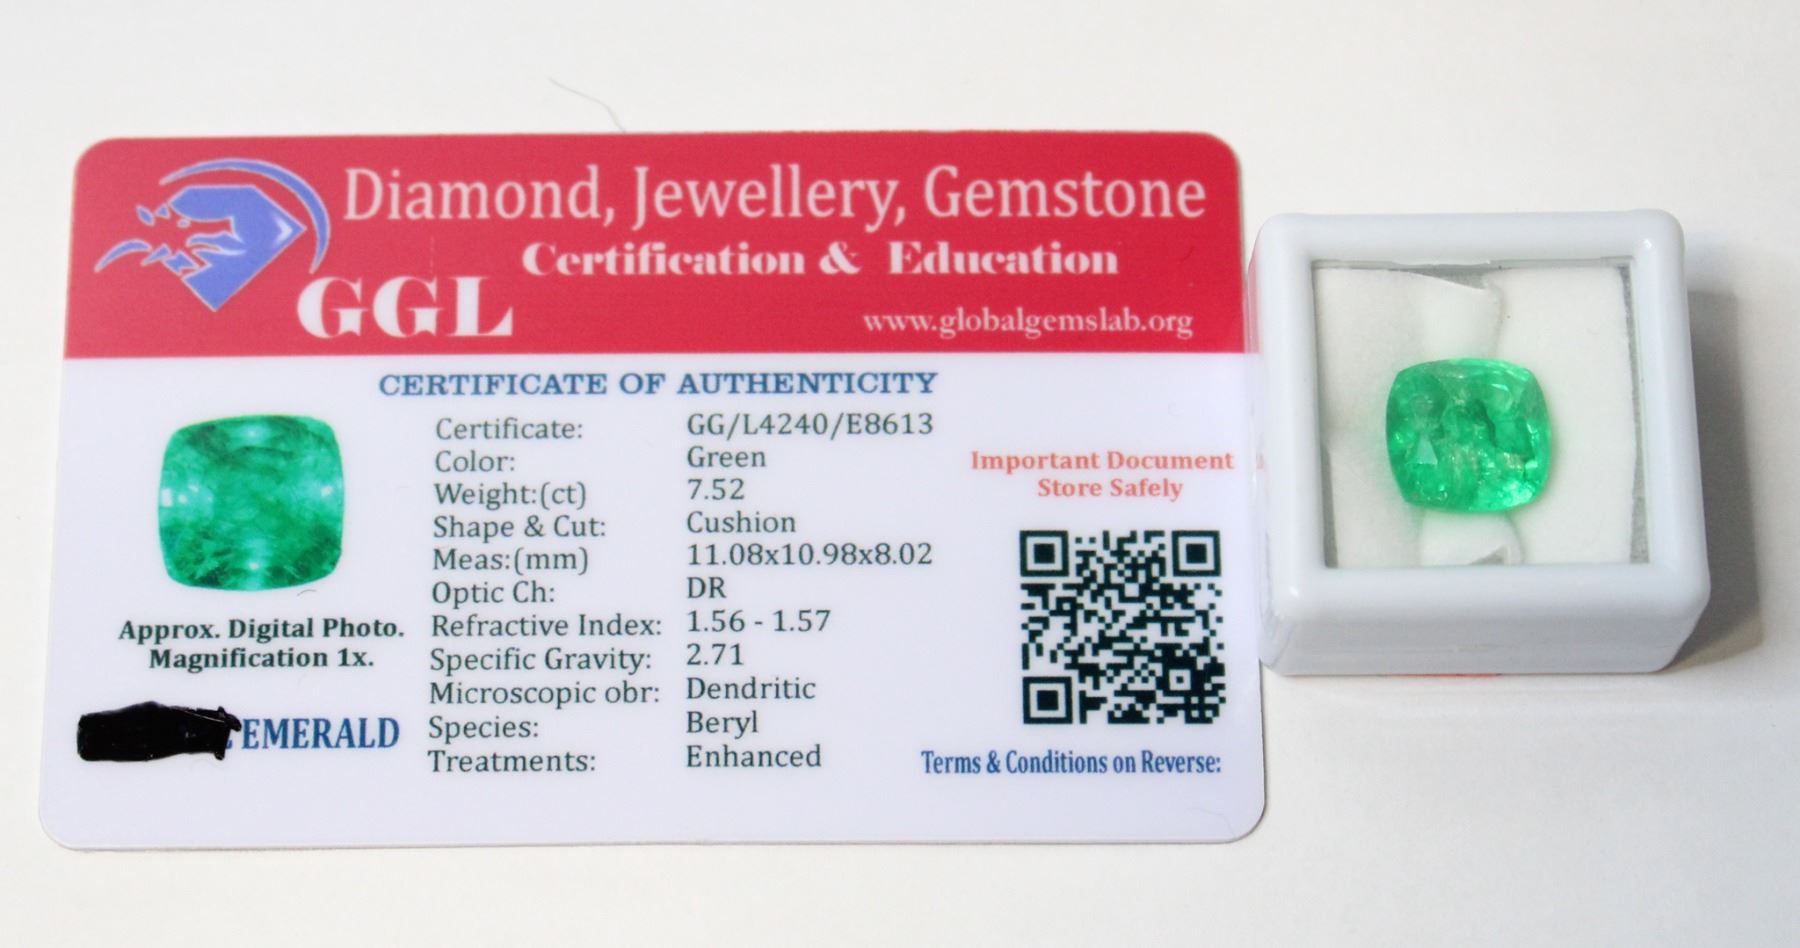 Diamond, Jewellery, Gemstone
Certification & Education
GGL
www.globalgemslab.org
CERTIFICATE OF AUTHENTICITY
Certificate: GG/L4240/E8613
Color: Green
Weight:(ct) 7.52
Shape & Cut: Cushion
Meas:(mm) 11.08x10.98x8.02
Optic Ch: DR
Refractive Index: 1.56 - 1.57
Specific Gravity: 2.71
Microscopic obr: Dendritic
Species: Beryl
Treatments: Enhanced
Approx. Digital Photo.
Magnification 1x.
EMERALD
Important Document
Store Safely
Terms & Conditions on Reverse: